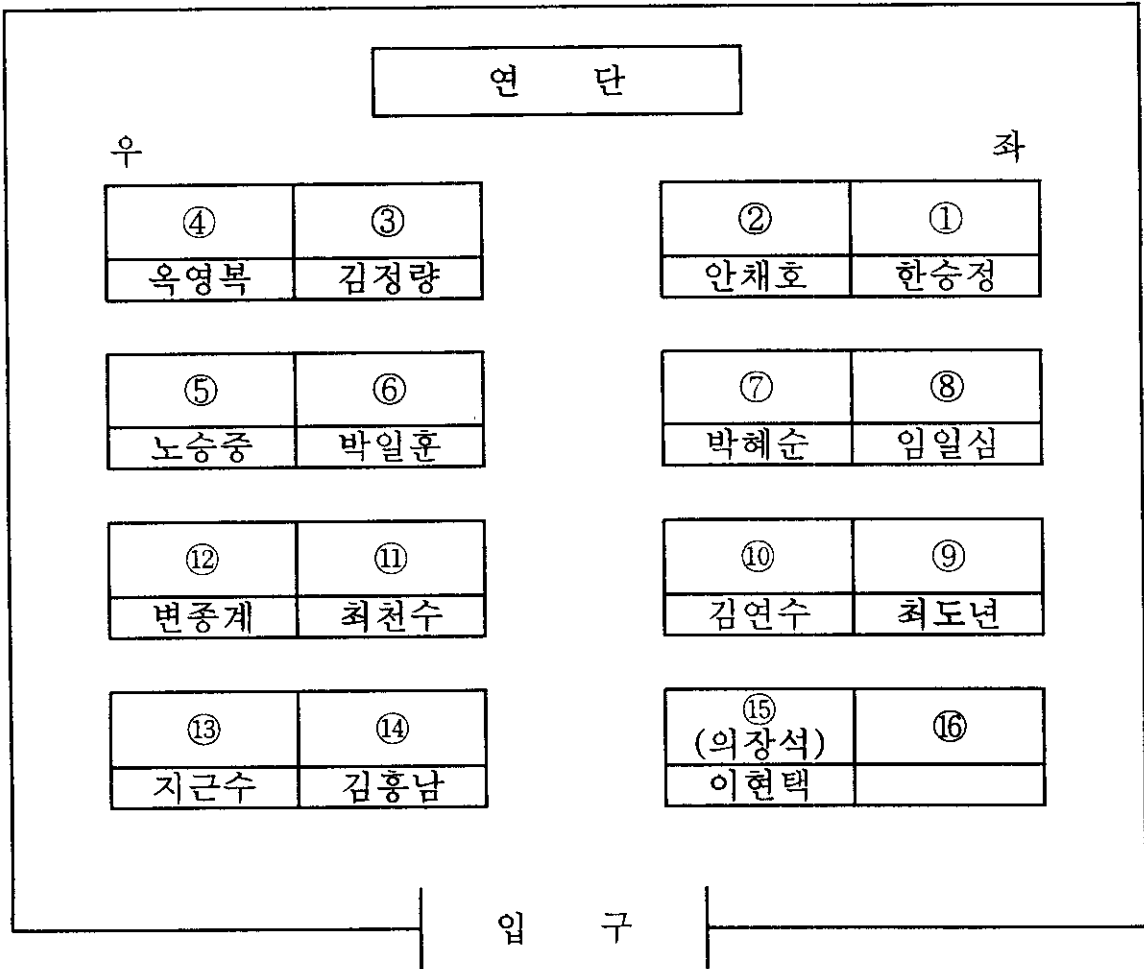 연 단
우 좌
④ ③ ② ①
옥영복 김정량 안채호 한승정
⑤ ⑥ ⑦ ⑧
노승중 박일훈 박혜순 임일심
⑫ ⑪ ⑩ ⑨
변종계 최천수 김연수 최도년
⑬ ⑭ ⑮ ⑯
(의장석)
지근수 김흥남 이현택
입 구